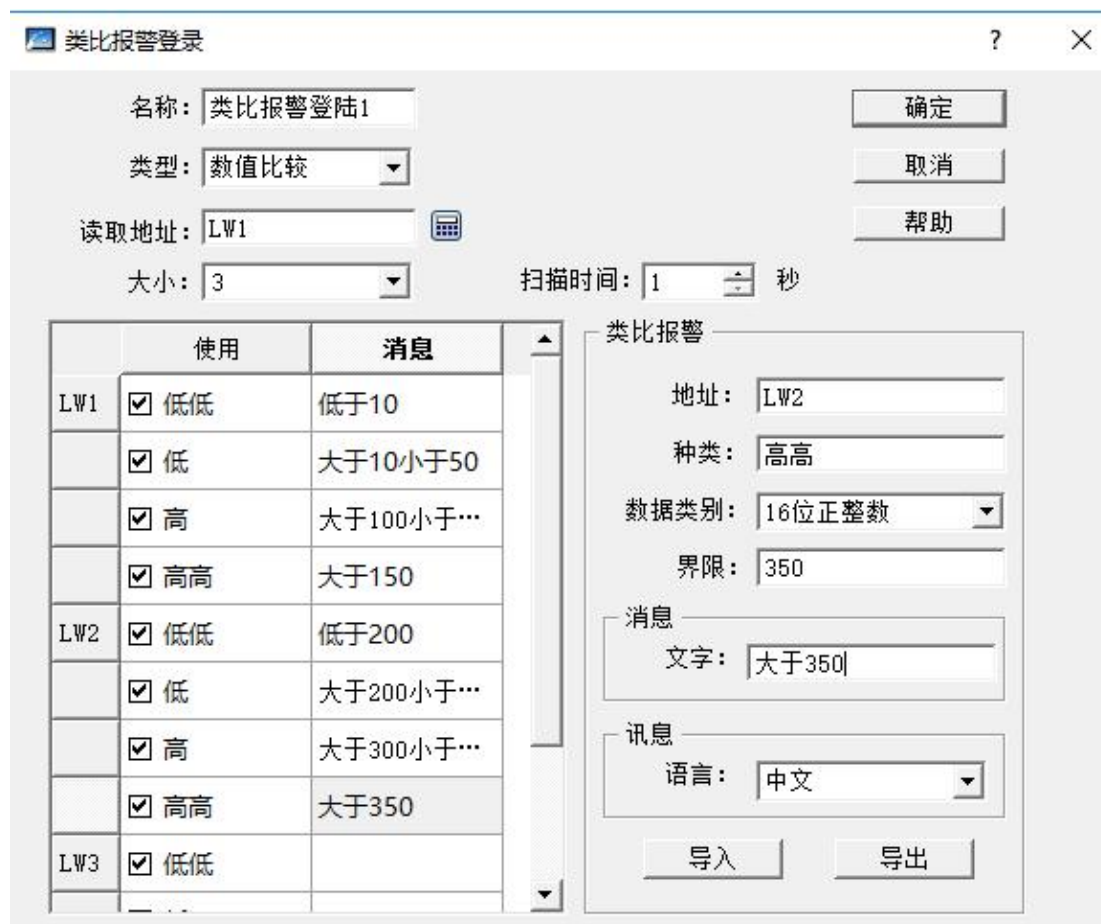 类比报警登录 ? ×
名称: 类比报警登陆1 确定
类型: 数值比较 取消
读取地址: LW1 帮助
大小: 3 扫描时间: 1 秒
使用 消息
LW1 低低 低于10
低 大于10小于50
高 大于100小于…
高高 大于150
LW2 低低 低于200
低 大于200小于…
高 大于300小于…
高高 大于350
LW3 低低
类比报警
地址: LW2
种类: 高高
数据类别: 16位正整数
界限: 350
消息
文字: 大于350
讯息
语言: 中文
导入 导出